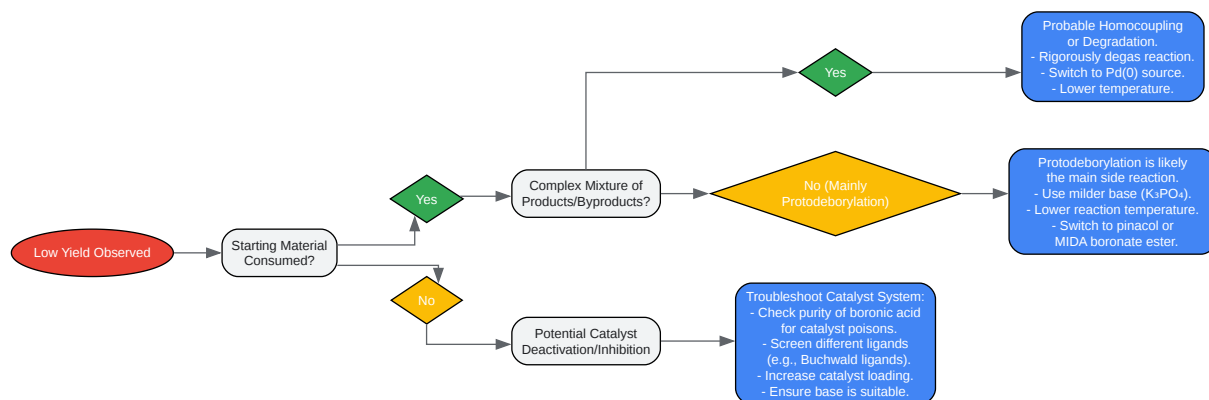 Low Yield Observed
Starting Material
Consumed?
Yes
No
Complex Mixture of
Products/Byproducts?
Potential Catalyst
Deactivation/Inhibition
Yes
No (Mainly
Protodeborylation)
Probable Homocoupling
or Degradation.
- Rigorously degas reaction.
- Switch to Pd(0) source.
- Lower temperature.
Protodeborylation is likely
the main side reaction.
- Use milder base (K₃PO₄).
- Lower reaction temperature.
- Switch to pinacol or
MIDA boronate ester.
Troubleshoot Catalyst System:
- Check purity of boronic acid
for catalyst poisons.
- Screen different ligands
(e.g., Buchwald ligands).
- Increase catalyst loading.
- Ensure base is suitable.